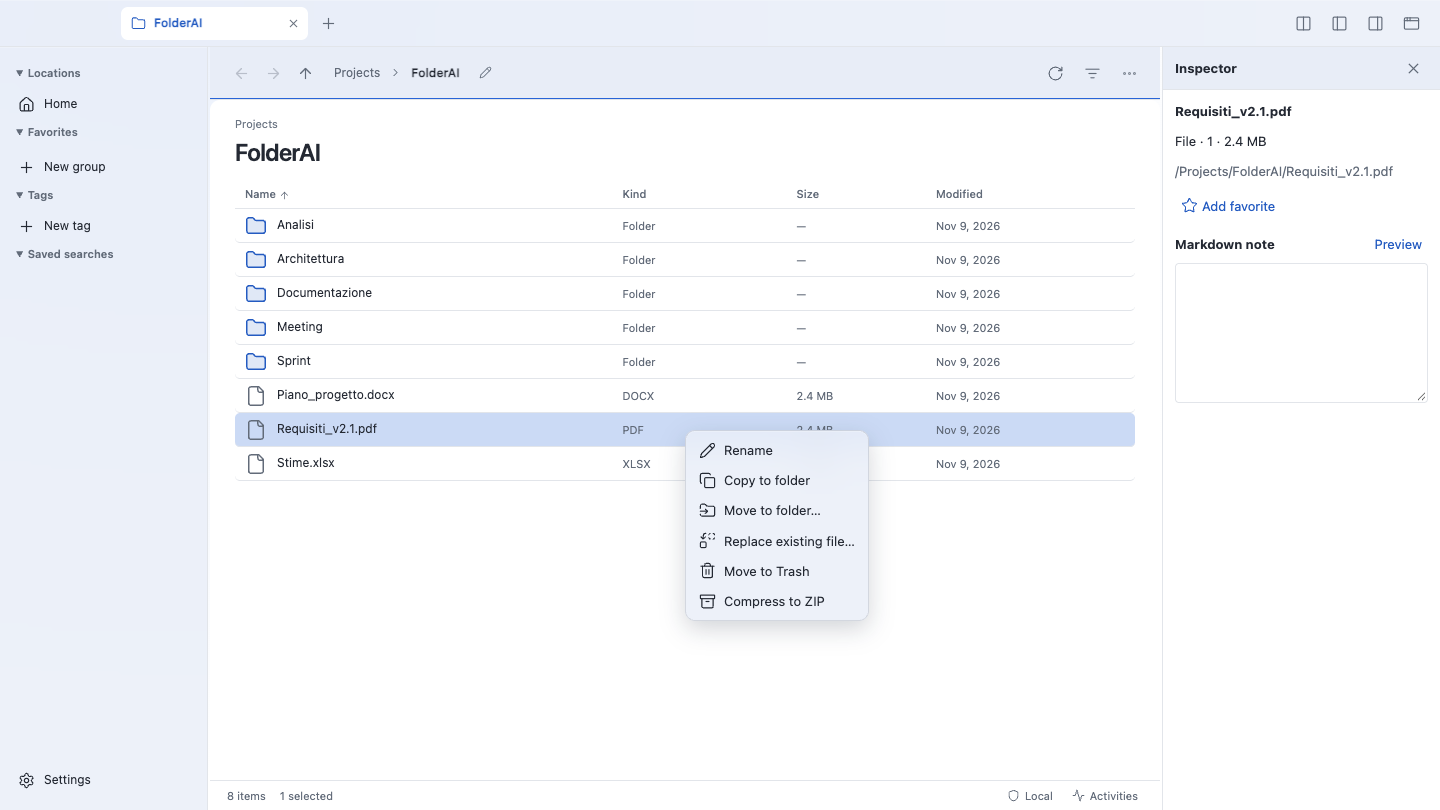 FolderAI
Locations
Home
Favorites
New group
Tags
New tag
Saved searches
Settings
Projects > FolderAI
Projects
FolderAI
Name ↑ Kind Size Modified
Analisi Folder — Nov 9, 2026
Architettura Folder — Nov 9, 2026
Documentazione Folder — Nov 9, 2026
Meeting Folder — Nov 9, 2026
Sprint Folder — Nov 9, 2026
Piano_progetto.docx DOCX 2.4 MB Nov 9, 2026
Requisiti_v2.1.pdf PDF 2.4 MB Nov 9, 2026
Stime.xlsx XLSX Nov 9, 2026
Rename
Copy to folder
Move to folder...
Replace existing file...
Move to Trash
Compress to ZIP
8 items 1 selected
Local Activities
Inspector
Requisiti_v2.1.pdf
File · 1 · 2.4 MB
/Projects/FolderAI/Requisiti_v2.1.pdf
Add favorite
Markdown note Preview